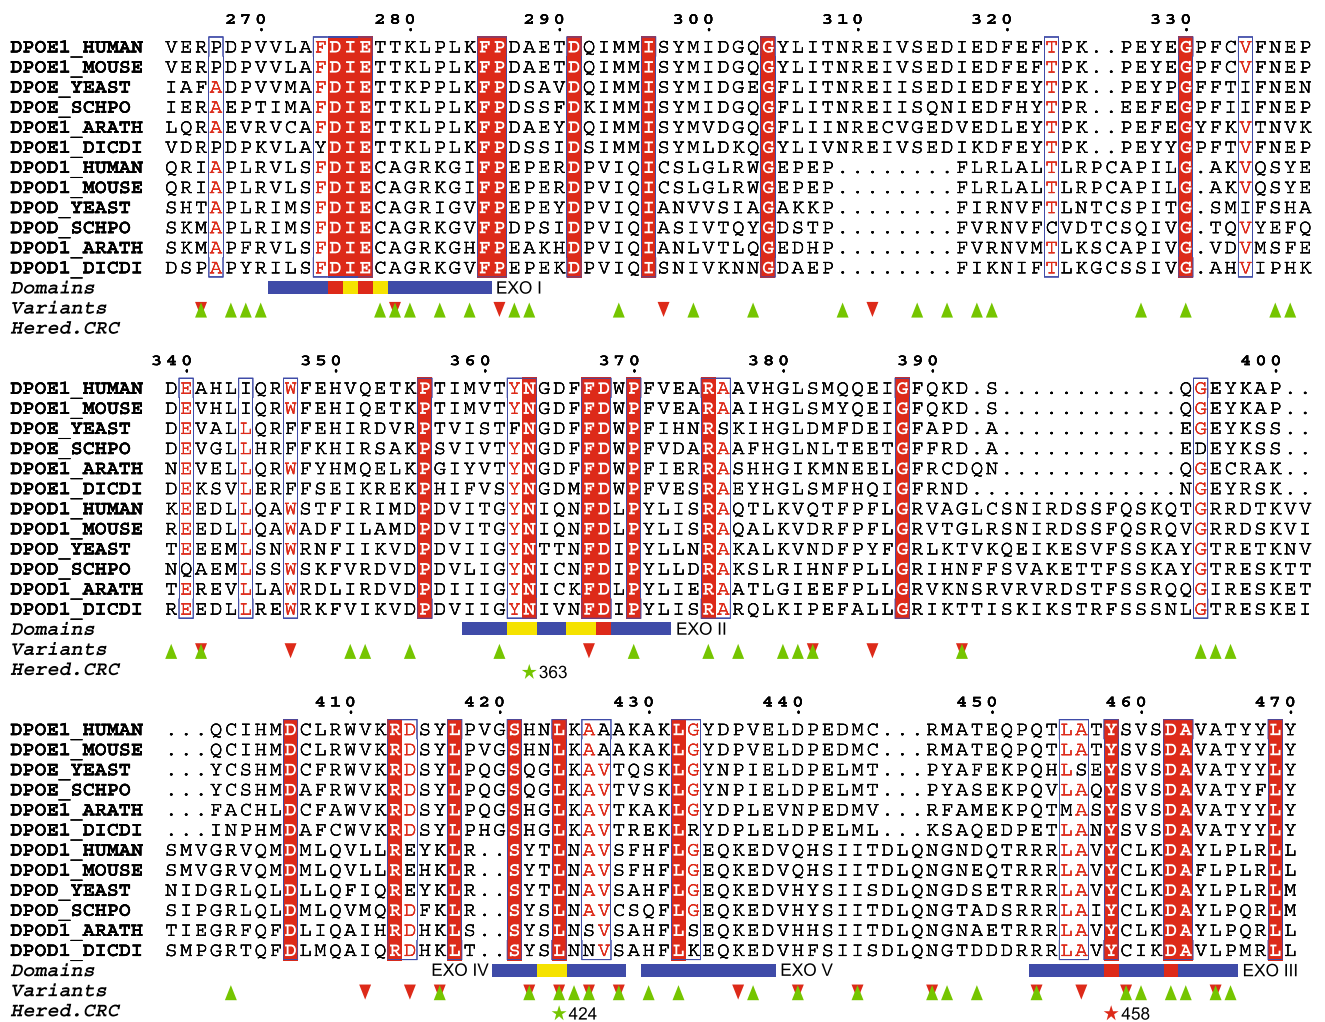 270 280 290 300 310 320 330
DPOE1_HUMAN VERPDPVVLAFDIETTKLPLKFPDAETDQIMMISYMIDGQGYLITNREIVSEDIEDFEFTPK..PEYEGPFCVFNEP
DPOE1_MOUSE VERPDPVVLAFDIETTKLPLKFPDAETDQIMMISYMIDGQGYLITNREIVSEDIEDFEFTPK..PEYEGPFCVFNEP
DPOE_YEAST IAFADPVVMAFDIETTKPPLKFPDSAVDQIMMISYMIDGEGFLITNREIISEDIEDFEYTPK..PEYPGFFTIFNEN
DPOE_SCHPO IERAEPTIMAFDIETTKLPLKFPDSSFDKIMMISYMIDGQGFLITNREIISQNIEDFHYTPR..EEFEGPFIIFNEP
DPOE1_ARATH LQRAEVRVCAFDIETTKLPLKFPDAEYDQIMMISYMVDGQGFLIINRECVGEDVEDLEYTPK..PEFEGYFKVTNVK
DPOE1_DICDI VDRPDPKVLAYDIETTKLPLKFPDSSIDSIMMISYMLDKQGYLIVNREIVSEDIEDFEYTPK..PEYYGPFTVFNEK
DPOD1_HUMAN QRIAPLRVLSFDIECAGRKGIFPEPERDPVIQICSLGLRWGEPEP........FLRLALTLRPCAPILG.AKVQSYE
DPOD1_MOUSE QRIAPLRVLSFDIECAGRKGIFPEPERDPVIQICSLGLRWGEPEP........FLRLALTLRPCAPILG.AKVQSYE
DPOD_YEAST SHTAPLRIMSFDIECAGRIGVFPEPEYDPVIQIANVVSIAGAKKP........FIRNVFTLNTCSPITG.SMIFSHA
DPOD_SCHPO SKMAPLRIMSFDIECAGRKGVFPDPSIDPVIQIASIVTQYGDSTP........FVRNVFCVDTCSQIVG.TQVYEFQ
DPOD1_ARATH SKMAPFRVLSFDIECAGRKGHFPEAKHDPVIQIANLVTLQGEDHP........FVRNVMTLKSCAPIVG.VDVMSFE
DPOD1_DICDI DSPAPYRILSFDIECAGRKGVFPEPEKDPVIQISNIVKNNGDAEP........FIKNIFTLKGCSSIVG.AHVIPHK
Domains EXO I
Variants
Hered.CRC
340 350 360 370 380 390 400
DPOE1_HUMAN DEAHLIQRWFEHVQETKPTIMVTYNGDFFDWPFVEARAAVHGLSMQQEIGFQKD.S............QGEYKAP..
DPOE1_MOUSE DEVHLIQRWFEHIQETKPTIMVTYNGDFFDWPFVEARAAIHGLSMYQEIGFQKD.S............QGEYKAP..
DPOE_YEAST DEVALLQRFFEHIRDVRPTVISTFNGDFFDWPFIHNRSKIHGLDMFDEIGFAPD.A............EGEYKSS..
DPOE_SCHPO DEVGLLHRFFKHIRSAKPSVIVTYNGDFFDWPFVDARAAFHGLNLTEETGFFRD.A............EDEYKSS..
DPOE1_ARATH NEVELLQRWFYHMQELKPGIYVTYNGDFFDWPFIERRASHHGIKMNEELGFRCDQN............QGECRAK..
DPOE1_DICDI DEKSVLERFFSEIKREKPHIFVSYNGDMFDWPFVESRAEYHGLSMFHQIGFRND..............NGEYRSK..
DPOD1_HUMAN KEEDLLQAWSTFIRIMDPDVITGYNIQNFDLPYLISRAQTLKVQTFPFLGRVAGLCSNIRDSSFQSKQTGRRDTKVV
DPOD1_MOUSE REEDLLQAWADFILAMDPDVITGYNIQNFDLPYLISRAQALKVDRFPFLGRVTGLRSNIRDSSFQSRQVGRRDSKVI
DPOD_YEAST TEEEMLSNWRNFIIKVDPDVIIGYNTTNFDIPYLLNRAKALKVNDFPYFGRLKTVKQEIKESVFSSKAYGTRETKNV
DPOD_SCHPO NQAEMLSSWSKFVRDVDPDVLIGYNICNFDIPYLLDRAKSLRIHNFPLLGRIHNFFSVAKETTFSSKAYGTRESKTT
DPOD1_ARATH TEREVLLAWRDLIRDVDPDIIIGYNICKFDLPYLIERAATLGIEEFPLLGRVKNSRVRVRDSTFSSRQQGIRESKET
DPOD1_DICDI REEDLLREWRKFVIKVDPDVIIGYNIVNFDIPYLISRARQLKIPEFALLGRIKTTISKIKSTRFSSSNLGTRESKEI
Domains EXO II
Variants
Hered.CRC 363
410 420 430 440 450 460 470
DPOE1_HUMAN ...QCIHMDCLRWVKRDSYLPVGSHNLKAAAKAKLGYDPVELDPEDMC...RMATEQPQTLATYSVSDAVATYYLY
DPOE1_MOUSE ...QCIHMDCLRWVKRDSYLPVGSHNLKAAAKAKLGYDPVELDPEDMC...RMATEQPQTLATYSVSDAVATYYLY
DPOE_YEAST ...YCSHMDCFRWVKRDSYLPQGSQGLKAVTQSKLGYNPIELDPELMT...PYAFEKPQHLSEYSVSDAVATYYLY
DPOE_SCHPO ...YCSHMDAFRWVKRDSYLPQGSQGLKAVTVSKLGYNPIELDPELMT...PYASEKPQVLAQYSVSDAVATYFLY
DPOE1_ARATH ...FACHLDCFAWVKRDSYLPQGSHGLKAVTKAKLGYDPLEVNPEDMV...RFAMEKPQTMASYSVSDAVATYYLY
DPOE1_DICDI ...INPHMDAFCWVKRDSYLPHGSHGLKAVTREKLRYDPLELDPELML...KSAQEDPETLANYSVSDAVATYYLY
DPOD1_HUMAN SMVGRVQMDMLQVLLREYKLR..SYTLNAVSFHFLGEQKEDVQHSIITDLQNGNDQTRRRLAVYCLKDAYLPLRLL
DPOD1_MOUSE SMVGRVQMDMLQVLLREHKLR..SYTLNAVSFHFLGEQKEDVQHSIITDLQNGNEQTRRRLAVYCLKDAFLPLRLL
DPOD_YEAST NIDGRLQLDLLQFIQREYKLR..SYTLNAVSAHFLGEQKEDVHYSIISDLQNGDSETRRRLAVYCLKDAYLPLRLM
DPOD_SCHPO SIPGRLQLDMLQVMQRDFKLR..SYSLNAVCSQFLGEQKEDVHYSIITDLQNGTADSRRRLAIYCLKDAYLPQRLM
DPOD1_ARATH TIEGRFQFDLIQAIHRDHKLS..SYSLNSVSAHFLSEQKEDVHHSIITDLQNGNAETRRRLAVYCLKDAYLPQRLL
DPOD1_DICDI SMPGRTQFDLMQAIQRDHKLT..SYSLNNVSAHFLKEQKEDVHFSIISDLQNGTDDDRRRLAVYCIKDAVLPMRLL
Domains EXO IV EXO V EXO III
Variants
Hered.CRC 424 458